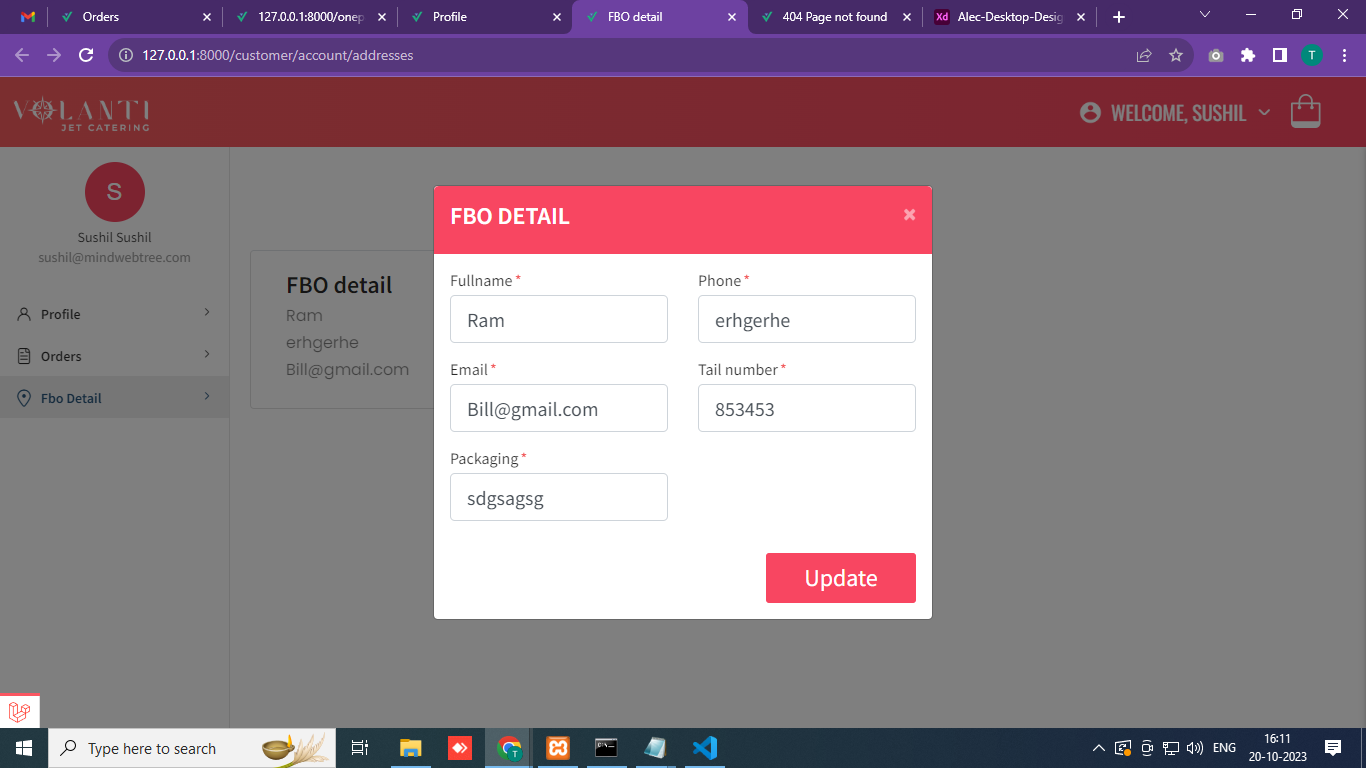 Orders
127.0.0.1:8000/onep
Profile
FBO detail
404 Page not found
Xd
Alec-Desktop-Desig
127.0.0.1:8000/customer/account/addresses
T
VOLANTI
JET CATERING
WELCOME, SUSHIL
S
Sushil Sushil
sushil@mindwebtree.com
Profile
Orders
Fbo Detail
FBO detail
Ram
erhgerhe
Bill@gmail.com
FBO DETAIL
×
Fullname*
Phone*
Ram
erhgerhe
Email*
Tail number*
Bill@gmail.com
853453
Packaging*
sdgsagsg
Update
Type here to search
ENG
16:11
20-10-2023